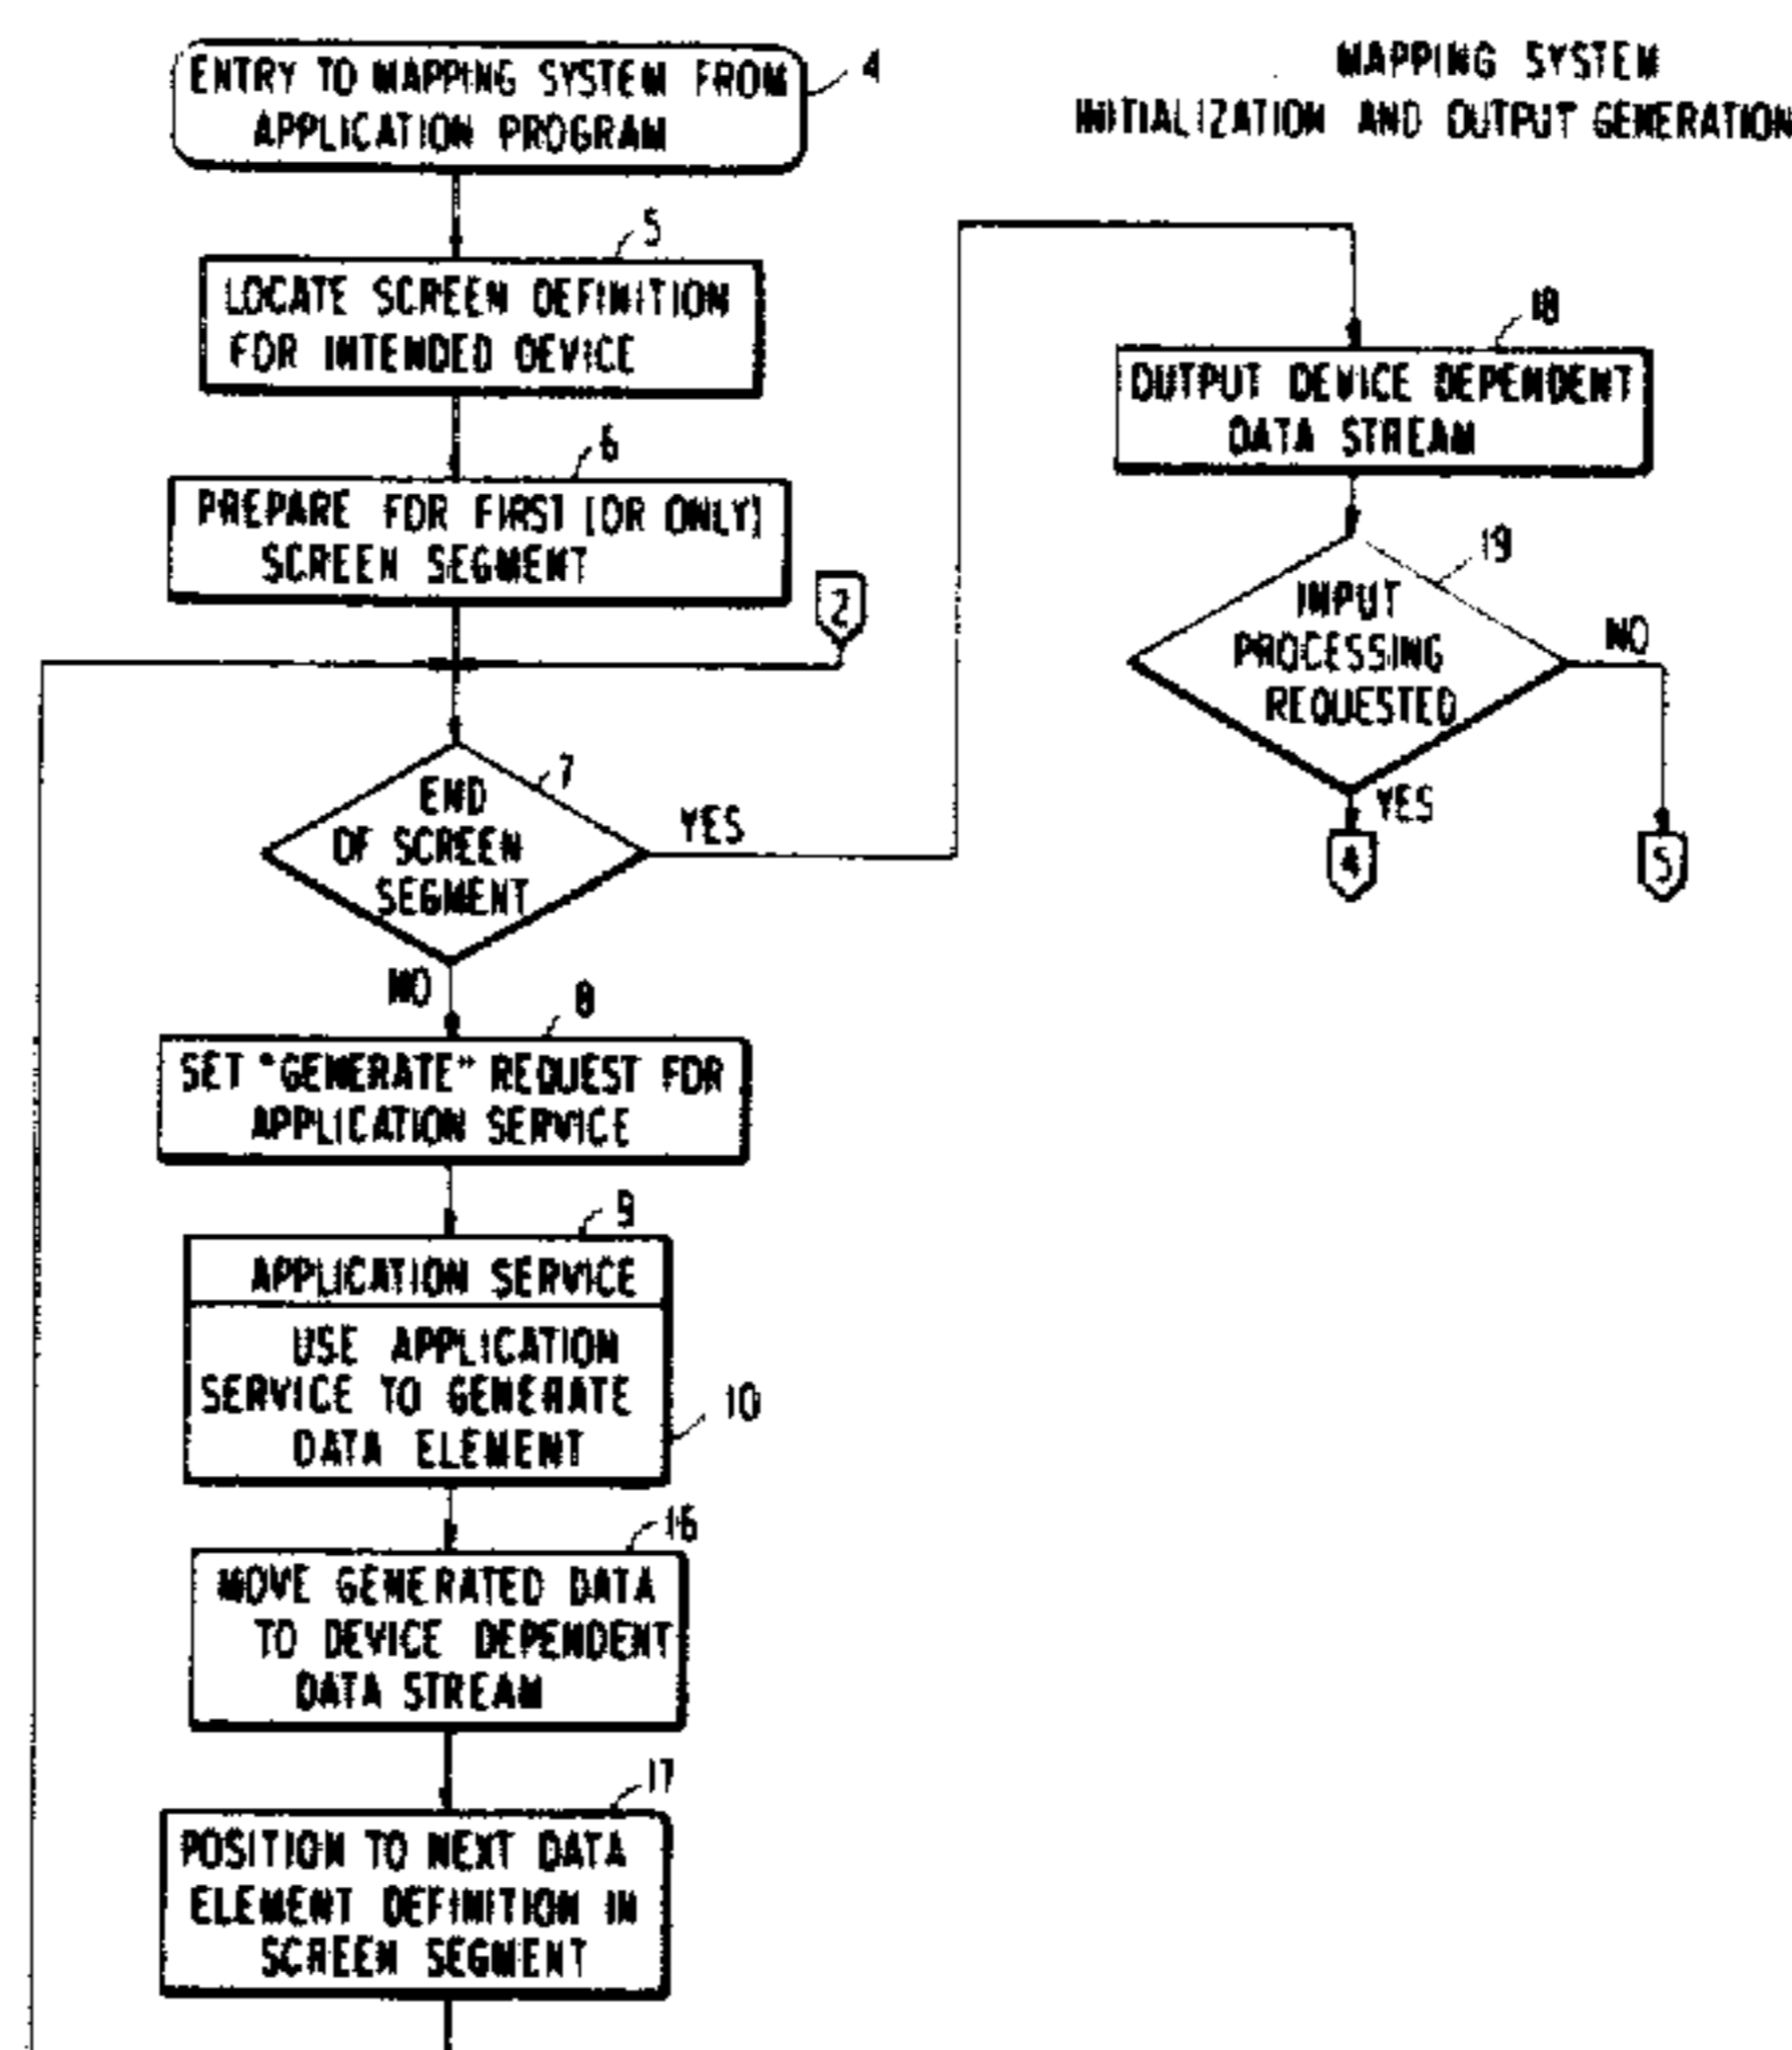 MAPPING SYSTEM
INITIALIZATION AND OUTPUT GENERATION
ENTRY TO MAPPING SYSTEM FROM
APPLICATION PROGRAM
4
5
LOCATE SCREEN DEFINITION
FOR INTENDED DEVICE
6
PREPARE FOR FIRST (OR ONLY)
SCREEN SEGMENT
2
7
END
OF SCREEN
SEGMENT
YES
NO
8
SET "GENERATE" REQUEST FOR
APPLICATION SERVICE
9
APPLICATION SERVICE
USE APPLICATION
SERVICE TO GENERATE
DATA ELEMENT
10
16
MOVE GENERATED DATA
TO DEVICE DEPENDENT
DATA STREAM
17
POSITION TO NEXT DATA
ELEMENT DEFINITION IN
SCREEN SEGMENT
18
OUTPUT DEVICE DEPENDENT
DATA STREAM
19
INPUT
PROCESSING
REQUESTED
NO
YES
4
5